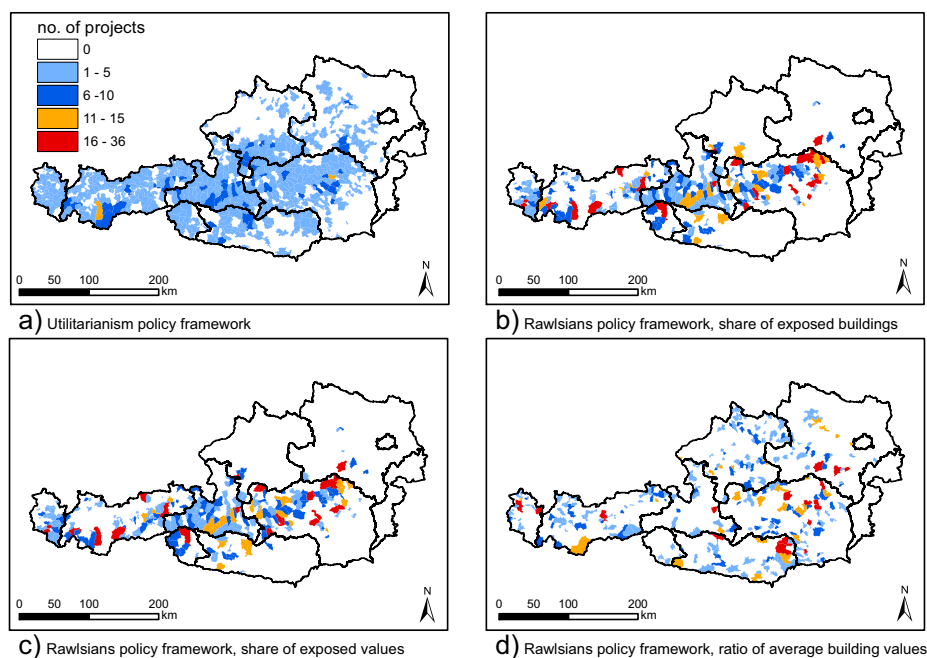 no. of projects
0
1 - 5
6 -10
11 - 15
16 - 36
0 50 100 200
km
N
a) Utilitarianism policy framework
0 50 100 200
km
N
b) Rawlsians policy framework, share of exposed buildings
0 50 100 200
km
N
c) Rawlsians policy framework, share of exposed values
0 50 100 200
km
N
d) Rawlsians policy framework, ratio of average building values